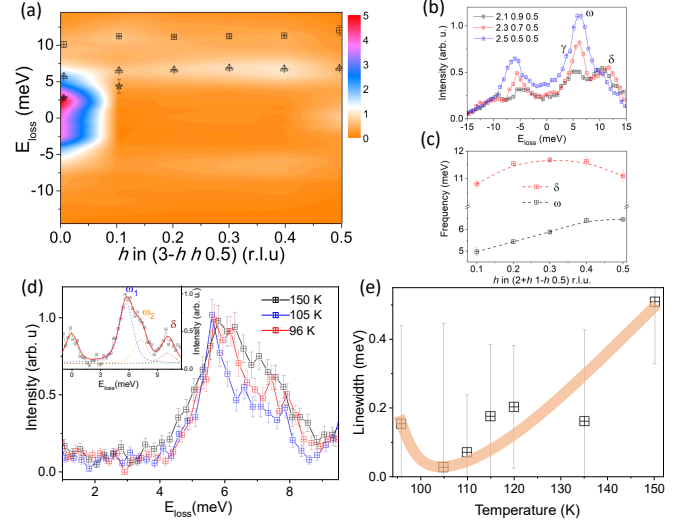 (a)
E_loss (meV)
10
5
0
-5
-10
0.0 0.1 0.2 0.3 0.4 0.5
h in (3-h h 0.5) (r.l.u)
5
4
3
2
1
0
(b)
2.1 0.9 0.5
2.3 0.7 0.5
2.5 0.5 0.5
ω
γ
δ
Intensity (arb. u.)
1.0
0.5
0.0
-15 -10 -5 0 5 10 15
E_loss (meV)
(c)
Frequency (meV)
12
11
6
5
δ
ω
0.1 0.2 0.3 0.4 0.5
h in (2+h 1-h 0.5) r.l.u.
(d)
Intensity (arb. u)
1.0
0.5
0.0
ω₁
ω₂
δ
0 3 6 9
E_loss(meV)
Intensity (arb. u.)
1.0
0.5
0.0
150 K
105 K
96 K
2 4 6 8
E_loss(meV)
(e)
Linewidth (meV)
0.4
0.2
0.0
100 110 120 130 140 150
Temperature (K)